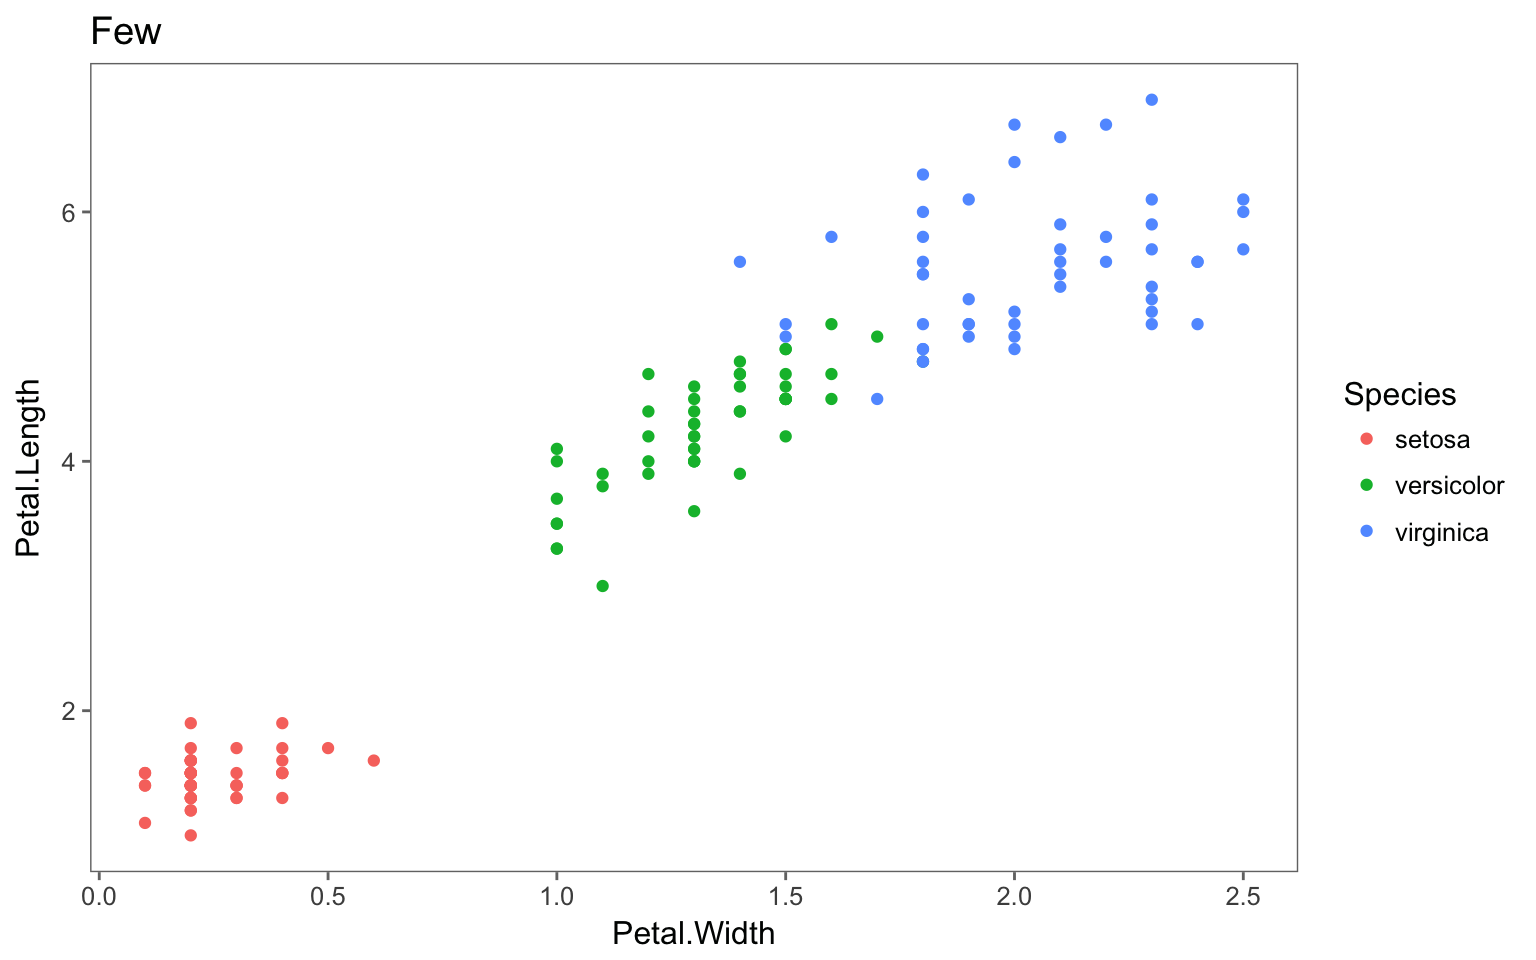 Few
Petal.Length
6
4
2
0.0 0.5 1.0 1.5 2.0 2.5
Petal.Width
Species
setosa
versicolor
virginica